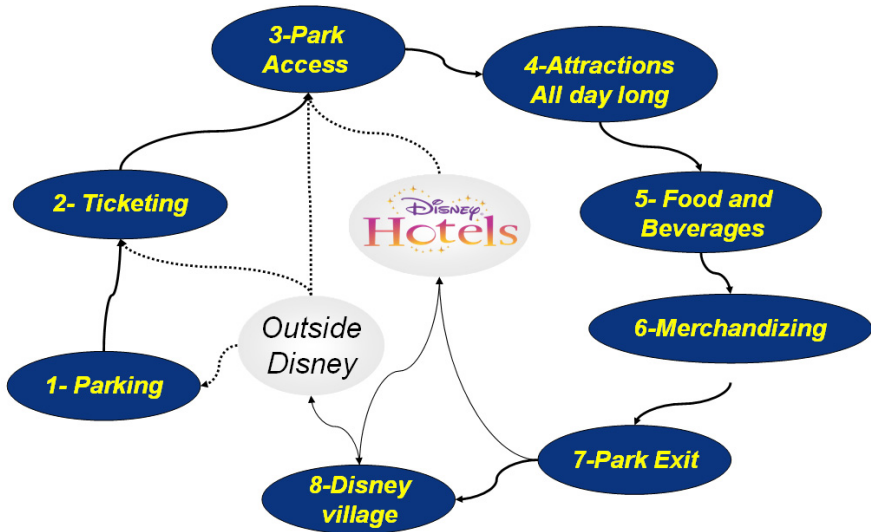 3-Park
Access
4-Attractions
All day long
2- Ticketing
Disney
Hotels
5- Food and
Beverages
Outside
Disney
6-Merchandizing
1- Parking
7-Park Exit
8-Disney
village